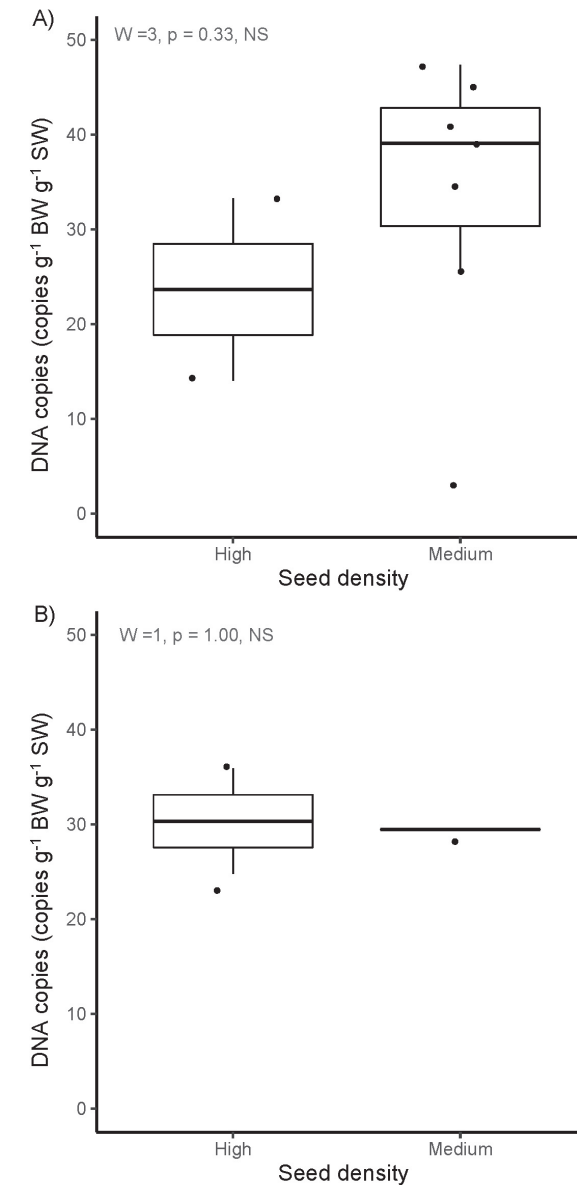 A)
W =3, p = 0.33, NS
50
40
30
20
10
0
DNA copies (copies g⁻¹ BW g⁻¹ SW)
High Medium
Seed density
B)
W =1, p = 1.00, NS
50
40
30
20
10
0
DNA copies (copies g⁻¹ BW g⁻¹ SW)
High Medium
Seed density